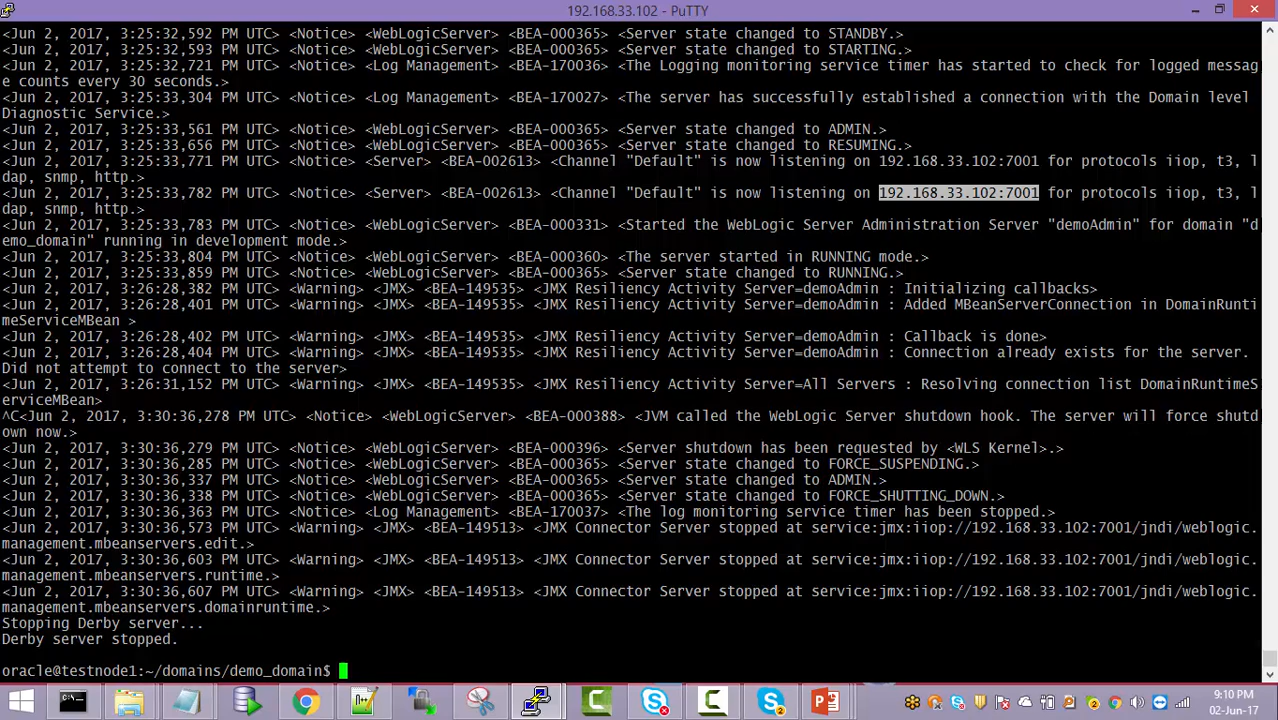 192.168.33.102 - PuTTY
<Jun 2, 2017, 3:25:32,592 PM UTC> <Notice> <WebLogicServer> <BEA-000365> <Server state changed to STANDBY.>
<Jun 2, 2017, 3:25:32,593 PM UTC> <Notice> <WebLogicServer> <BEA-000365> <Server state changed to STARTING.>
<Jun 2, 2017, 3:25:32,721 PM UTC> <Notice> <Log Management> <BEA-170036> <The Logging monitoring service timer has started to check for logged messag
e counts every 30 seconds.>
<Jun 2, 2017, 3:25:33,304 PM UTC> <Notice> <Log Management> <BEA-170027> <The server has successfully established a connection with the Domain level
Diagnostic Service.>
<Jun 2, 2017, 3:25:33,561 PM UTC> <Notice> <WebLogicServer> <BEA-000365> <Server state changed to ADMIN.>
<Jun 2, 2017, 3:25:33,656 PM UTC> <Notice> <WebLogicServer> <BEA-000365> <Server state changed to RESUMING.>
<Jun 2, 2017, 3:25:33,771 PM UTC> <Notice> <Server> <BEA-002613> <Channel "Default" is now listening on 192.168.33.102:7001 for protocols iiop, t3, l
dap, snmp, http.>
<Jun 2, 2017, 3:25:33,782 PM UTC> <Notice> <Server> <BEA-002613> <Channel "Default" is now listening on 192.168.33.102:7001 for protocols iiop, t3, l
dap, snmp, http.>
<Jun 2, 2017, 3:25:33,783 PM UTC> <Notice> <WebLogicServer> <BEA-000331> <Started the WebLogic Server Administration Server "demoAdmin" for domain "d
emo_domain" running in development mode.>
<Jun 2, 2017, 3:25:33,804 PM UTC> <Notice> <WebLogicServer> <BEA-000360> <The server started in RUNNING mode.>
<Jun 2, 2017, 3:25:33,859 PM UTC> <Notice> <WebLogicServer> <BEA-000365> <Server state changed to RUNNING.>
<Jun 2, 2017, 3:26:28,382 PM UTC> <Warning> <JMX> <BEA-149535> <JMX Resiliency Activity Server=demoAdmin : Initializing callbacks>
<Jun 2, 2017, 3:26:28,401 PM UTC> <Warning> <JMX> <BEA-149535> <JMX Resiliency Activity Server=demoAdmin : Added MBeanServerConnection in DomainRunti
meServiceMBean >
<Jun 2, 2017, 3:26:28,402 PM UTC> <Warning> <JMX> <BEA-149535> <JMX Resiliency Activity Server=demoAdmin : Callback is done>
<Jun 2, 2017, 3:26:28,404 PM UTC> <Warning> <JMX> <BEA-149535> <JMX Resiliency Activity Server=demoAdmin : Connection already exists for the server.
Did not attempt to connect to the server>
<Jun 2, 2017, 3:26:31,152 PM UTC> <Warning> <JMX> <BEA-149535> <JMX Resiliency Activity Server=All Servers : Resolving connection list DomainRuntimeS
erviceMBean>
^C<Jun 2, 2017, 3:30:36,278 PM UTC> <Notice> <WebLogicServer> <BEA-000388> <JVM called the WebLogic Server shutdown hook. The server will force shutd
own now.>
<Jun 2, 2017, 3:30:36,279 PM UTC> <Notice> <WebLogicServer> <BEA-000396> <Server shutdown has been requested by <WLS Kernel>.>
<Jun 2, 2017, 3:30:36,285 PM UTC> <Notice> <WebLogicServer> <BEA-000365> <Server state changed to FORCE_SUSPENDING.>
<Jun 2, 2017, 3:30:36,337 PM UTC> <Notice> <WebLogicServer> <BEA-000365> <Server state changed to ADMIN.>
<Jun 2, 2017, 3:30:36,338 PM UTC> <Notice> <WebLogicServer> <BEA-000365> <Server state changed to FORCE_SHUTTING_DOWN.>
<Jun 2, 2017, 3:30:36,363 PM UTC> <Notice> <Log Management> <BEA-170037> <The log monitoring service timer has been stopped.>
<Jun 2, 2017, 3:30:36,573 PM UTC> <Warning> <JMX> <BEA-149513> <JMX Connector Server stopped at service:jmx:iiop://192.168.33.102:7001/jndi/weblogic.
management.mbeanservers.edit.>
<Jun 2, 2017, 3:30:36,603 PM UTC> <Warning> <JMX> <BEA-149513> <JMX Connector Server stopped at service:jmx:iiop://192.168.33.102:7001/jndi/weblogic.
management.mbeanservers.runtime.>
<Jun 2, 2017, 3:30:36,607 PM UTC> <Warning> <JMX> <BEA-149513> <JMX Connector Server stopped at service:jmx:iiop://192.168.33.102:7001/jndi/weblogic.
management.mbeanservers.domainruntime.>
Stopping Derby server...
Derby server stopped.
oracle@testnode1:~/domains/demo_domain$
9:10 PM
02-Jun-17